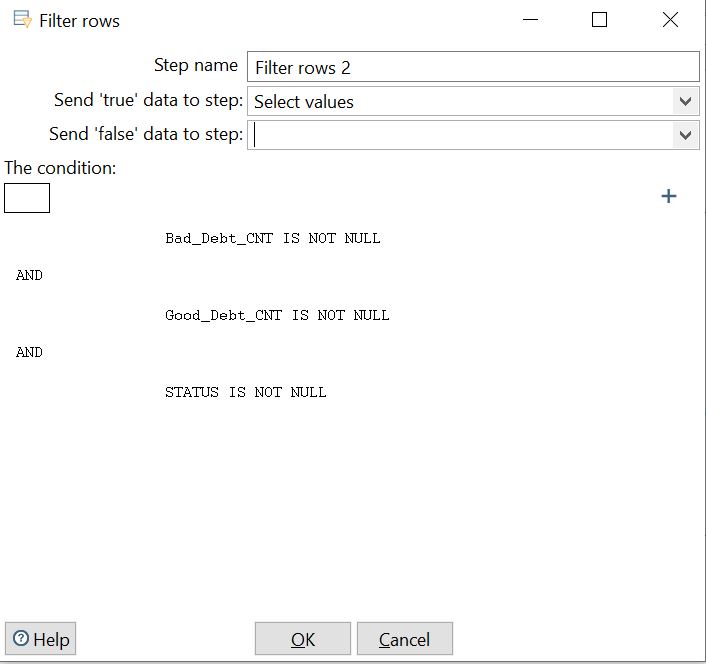 Filter rows
Step name Filter rows 2
Send 'true' data to step: Select values
Send 'false' data to step:
The condition:
+
Bad_Debt_CNT IS NOT NULL
AND
Good_Debt_CNT IS NOT NULL
AND
STATUS IS NOT NULL
Help OK Cancel